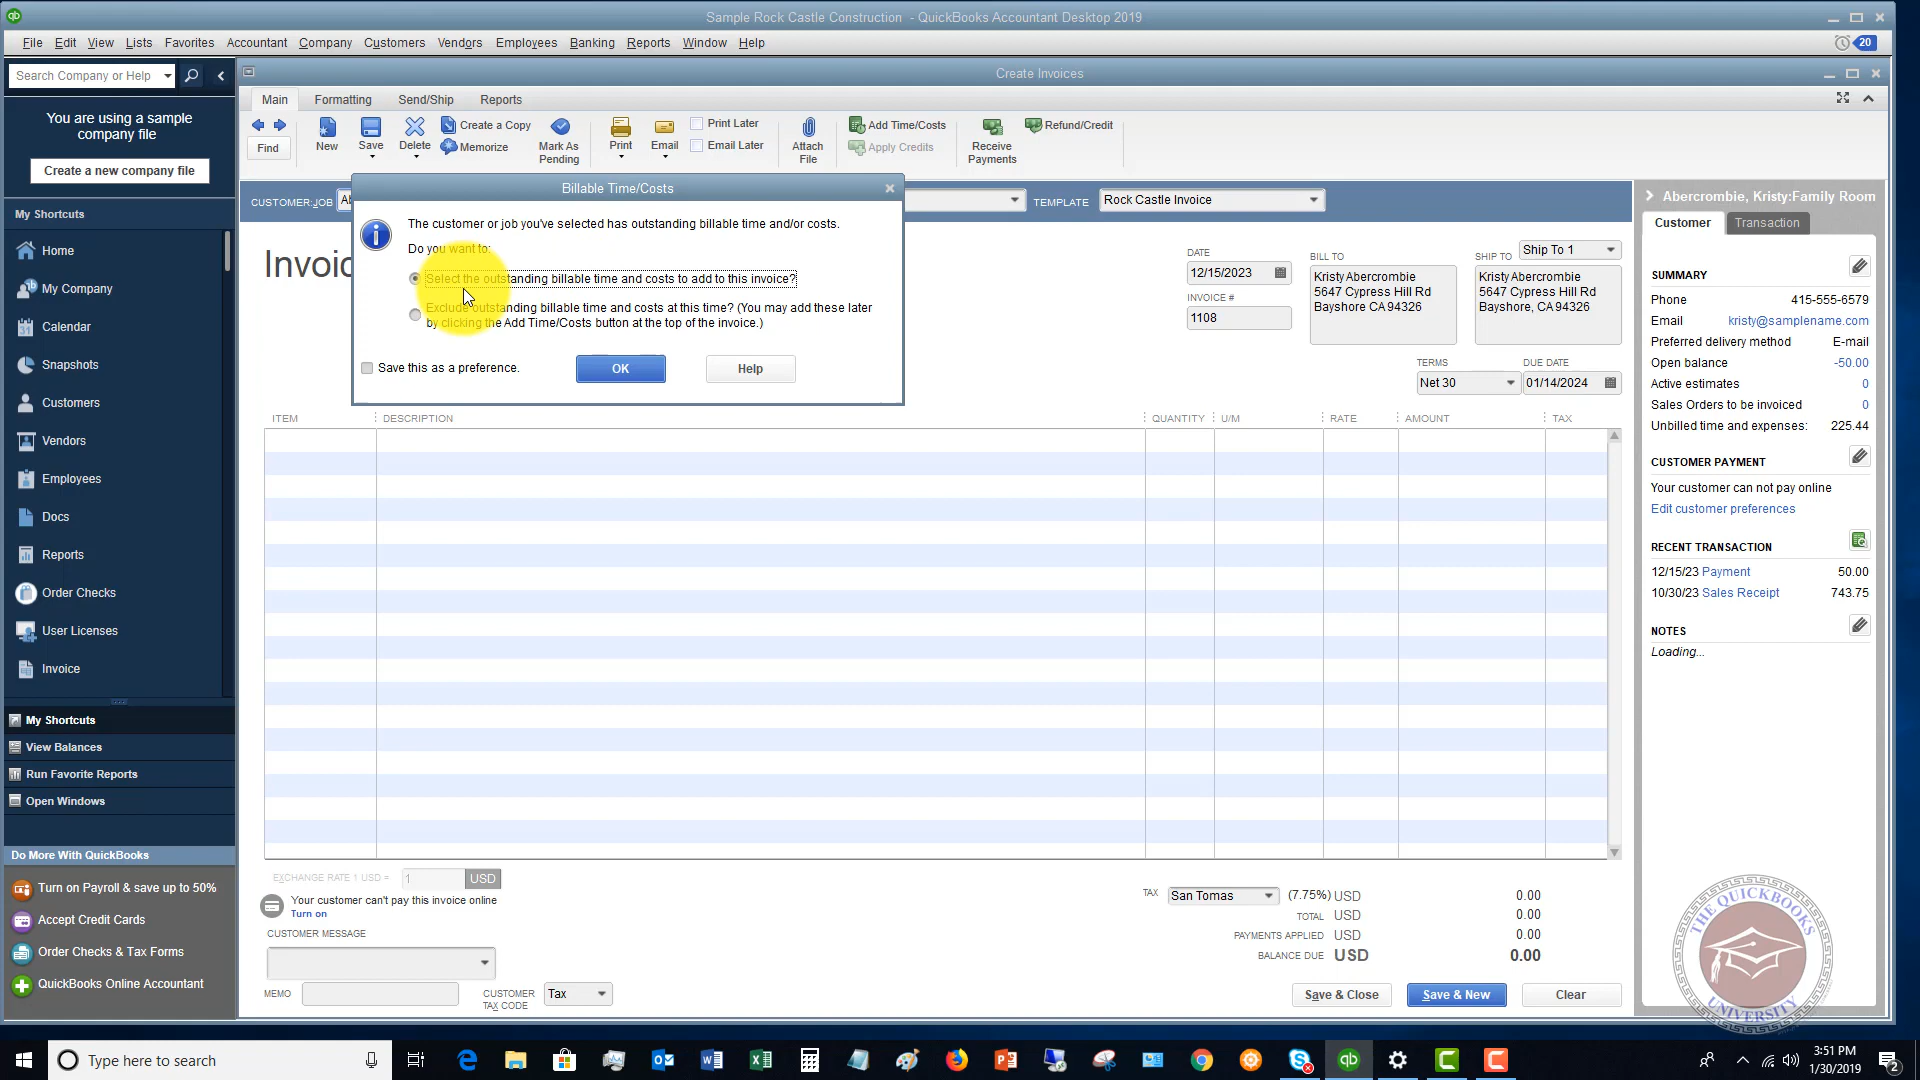 Sample Rock Castle Construction - QuickBooks Accountant Desktop 2019
File Edit View Lists Favorites Accountant Company Customers Vendors Employees Banking Reports Window Help
20
Search Company or Help
You are using a sample
company file
Create a new company file
My Shortcuts
Home
My Company
Calendar
Snapshots
Customers
Vendors
Employees
Docs
Reports
Order Checks
User Licenses
Invoice
My Shortcuts
View Balances
Run Favorite Reports
Open Windows
Do More With QuickBooks
Turn on Payroll & save up to 50%
Accept Credit Cards
Order Checks & Tax Forms
QuickBooks Online Accountant
Create Invoices
Main Formatting Send/Ship Reports
Find
New
Save
Delete
Create a Copy
Memorize
Mark As
Pending
Print
Email
Print Later
Email Later
Attach
File
Add Time/Costs
Apply Credits
Receive
Payments
Refund/Credit
CUSTOMER:JOB
TEMPLATE
Rock Castle Invoice
Billable Time/Costs
The customer or job you've selected has outstanding billable time and/or costs.
Do you want to:
Select the outstanding billable time and costs to add to this invoice?
Exclude outstanding billable time and costs at this time? (You may add these later
by clicking the Add Time/Costs button at the top of the invoice.)
Save this as a preference.
OK
Help
DATE
12/15/2023
INVOICE #
1108
BILL TO
Kristy Abercrombie
5647 Cypress Hill Rd
Bayshore CA 94326
SHIP TO
Ship To 1
Kristy Abercrombie
5647 Cypress Hill Rd
Bayshore, CA 94326
TERMS
Net 30
DUE DATE
01/14/2024
ITEM DESCRIPTION QUANTITY U/M RATE AMOUNT TAX
EXCHANGE RATE 1 USD =
1
USD
Your customer can't pay this invoice online
Turn on
CUSTOMER MESSAGE
MEMO
CUSTOMER
TAX CODE
Tax
TAX San Tomas (7.75%) USD 0.00
TOTAL USD 0.00
PAYMENTS APPLIED USD 0.00
BALANCE DUE USD 0.00
Save & Close
Save & New
Clear
Abercrombie, Kristy:Family Room
Customer
Transaction
SUMMARY
Phone 415-555-6579
Email kristy@samplename.com
Preferred delivery method E-mail
Open balance -50.00
Active estimates 0
Sales Orders to be invoiced 0
Unbilled time and expenses: 225.44
CUSTOMER PAYMENT
Your customer can not pay online
Edit customer preferences
RECENT TRANSACTION
12/15/23 Payment 50.00
10/30/23 Sales Receipt 743.75
NOTES
Loading...
THE QUICKBOOKS
UNIVERSITY
Type here to search
3:51 PM
1/30/2019
2